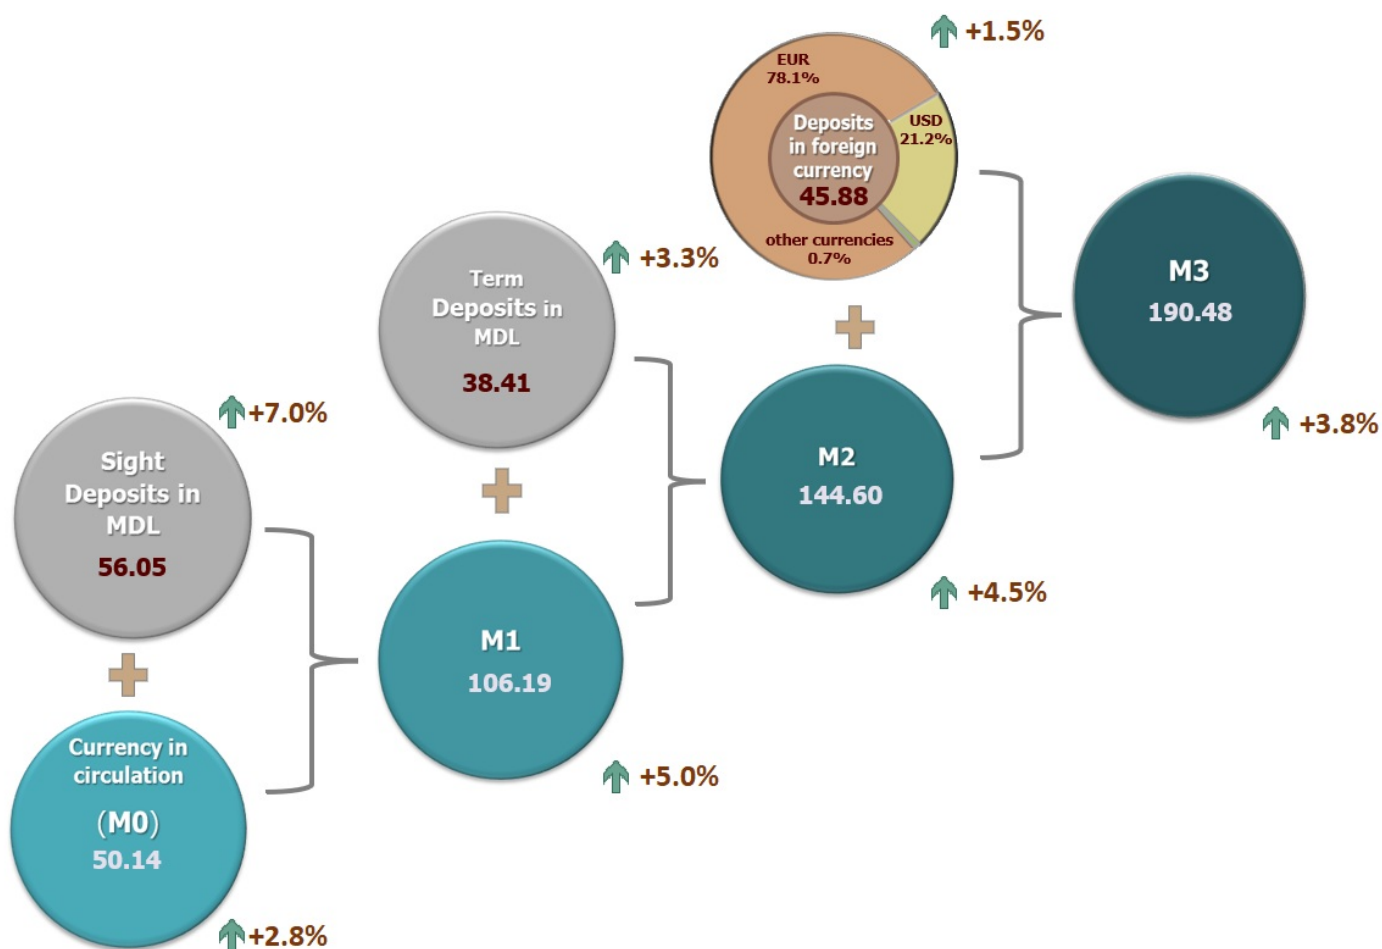 +1.5%
EUR
78.1%
USD
21.2%
Deposits
in foreign
currency
45.88
other currencies
0.7%
M3
190.48
+3.8%
+3.3%
Term
Deposits in
MDL
38.41
M2
144.60
+4.5%
+7.0%
Sight
Deposits in
MDL
56.05
M1
106.19
+5.0%
Currency in
circulation
(M0)
50.14
+2.8%